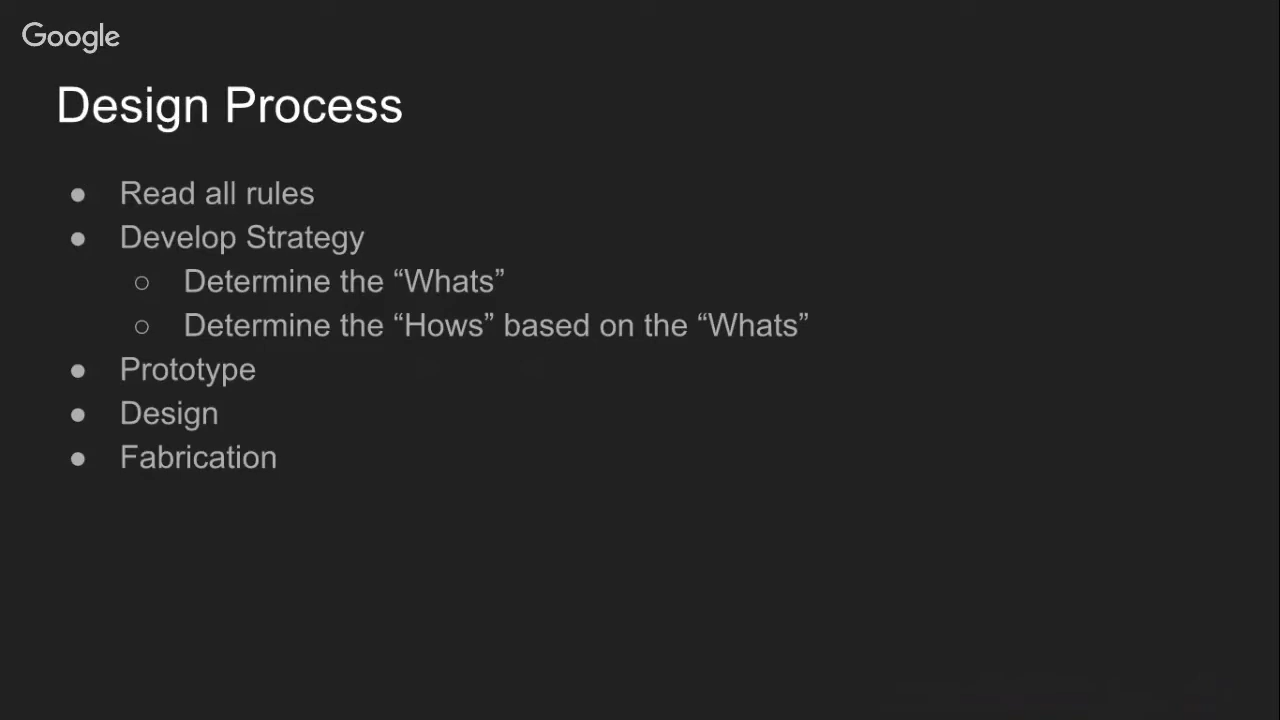 Google
Design Process
● Read all rules
● Develop Strategy
○ Determine the “Whats”
○ Determine the “Hows” based on the “Whats”
● Prototype
● Design
● Fabrication